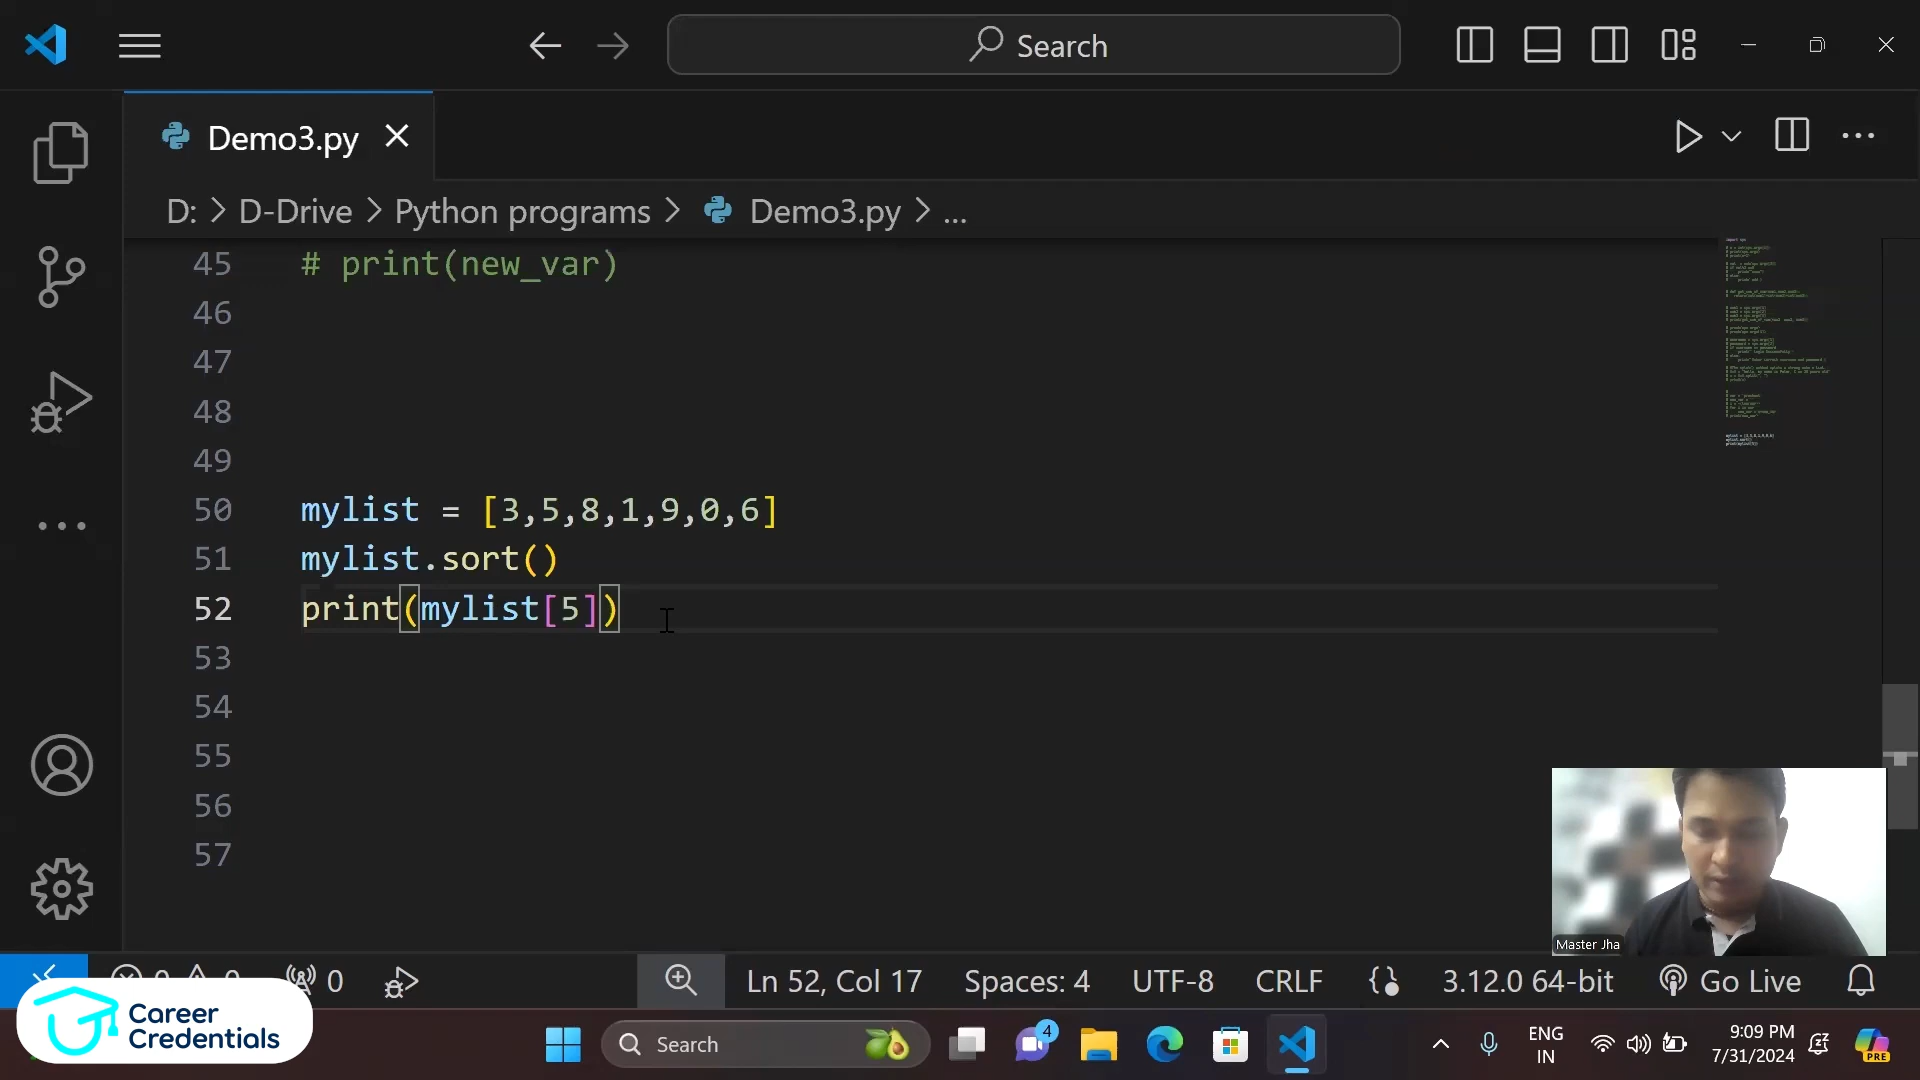 Search
Demo3.py
D: > D-Drive > Python programs > Demo3.py > ...
45 # print(new_var)
46
47
48
49
50 mylist = [3,5,8,1,9,0,6]
51 mylist.sort()
52 print(mylist[5])
53
54
55
56
57
Master Jha
0
Ln 52, Col 17
Spaces: 4
UTF-8
CRLF
3.12.0 64-bit
Go Live
Career
Credentials
Search
4
ENG
IN
9:09 PM
7/31/2024
PRE